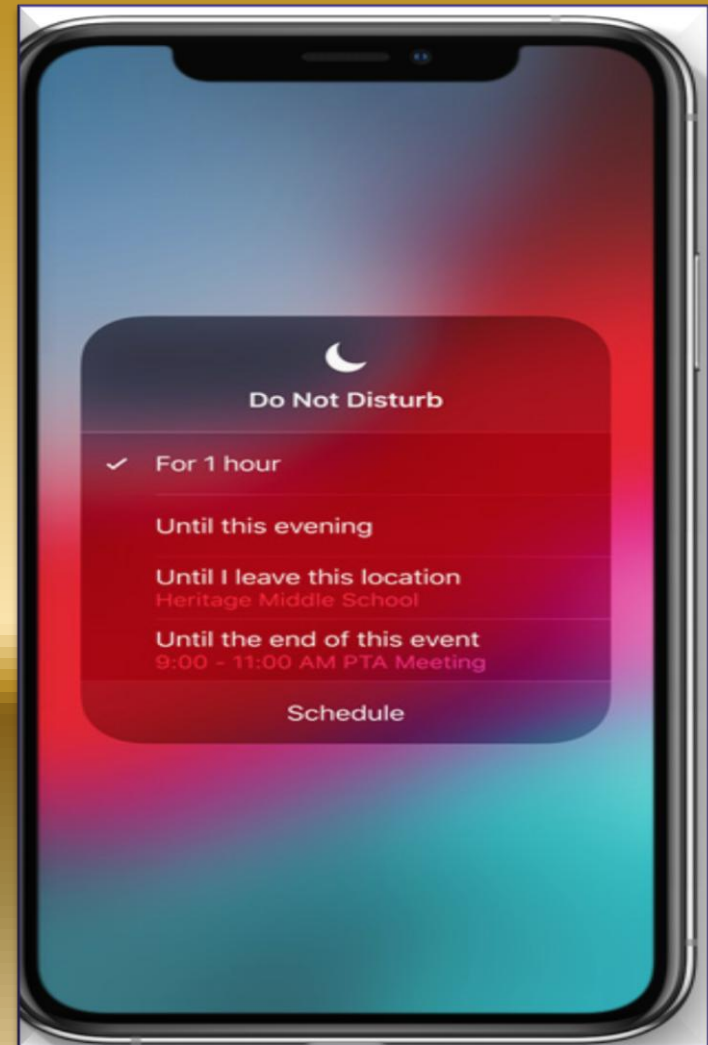 Do Not Disturb
For 1 hour
Until this evening
Until I leave this location
Heritage Middle School
Until the end of this event
9:00 - 11:00 AM PTA Meeting
Schedule